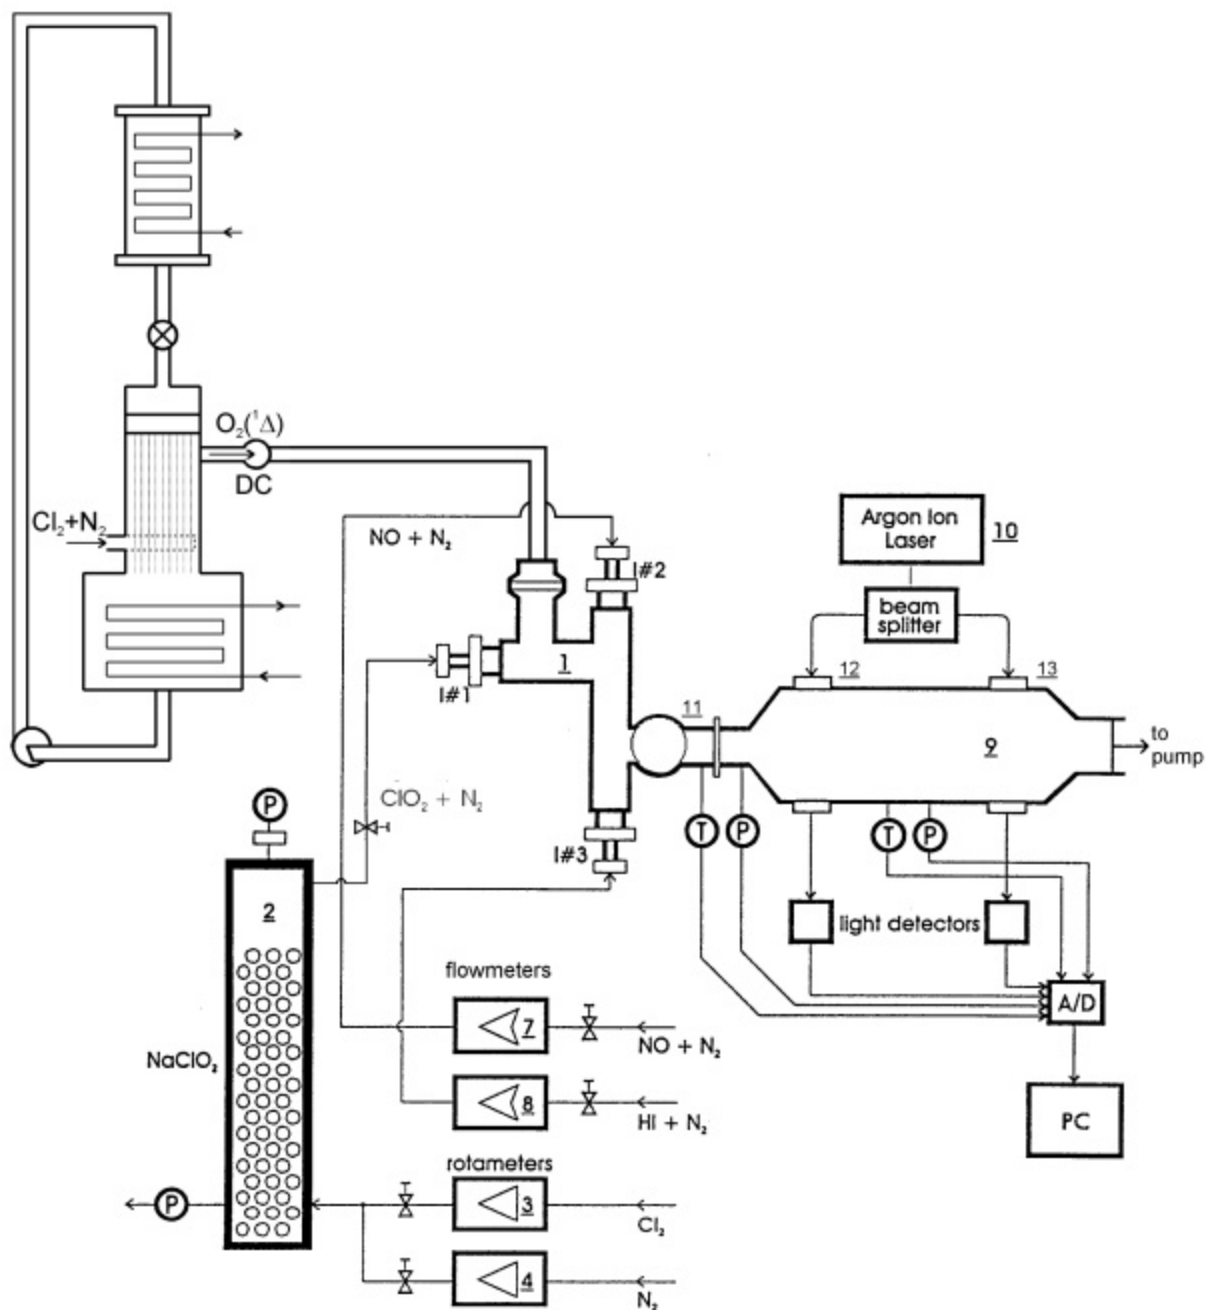 O₂(¹Δ)
DC
Cl₂+N₂
NO + N₂
I#2
Argon Ion
Laser
10
beam
splitter
1
I#1
12
13
11
9
to
pump
ClO₂ + N₂
P
T
P
T
P
I#3
2
light detectors
flowmeters
A/D
7
NO + N₂
NaClO₂
8
HI + N₂
PC
rotameters
P
3
Cl₂
4
N₂